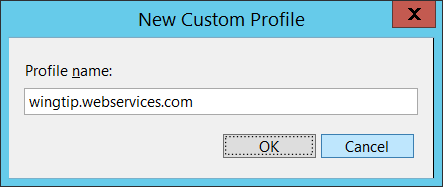 New Custom Profile
X
Profile name:
wingtip.webservices.com
OK Cancel